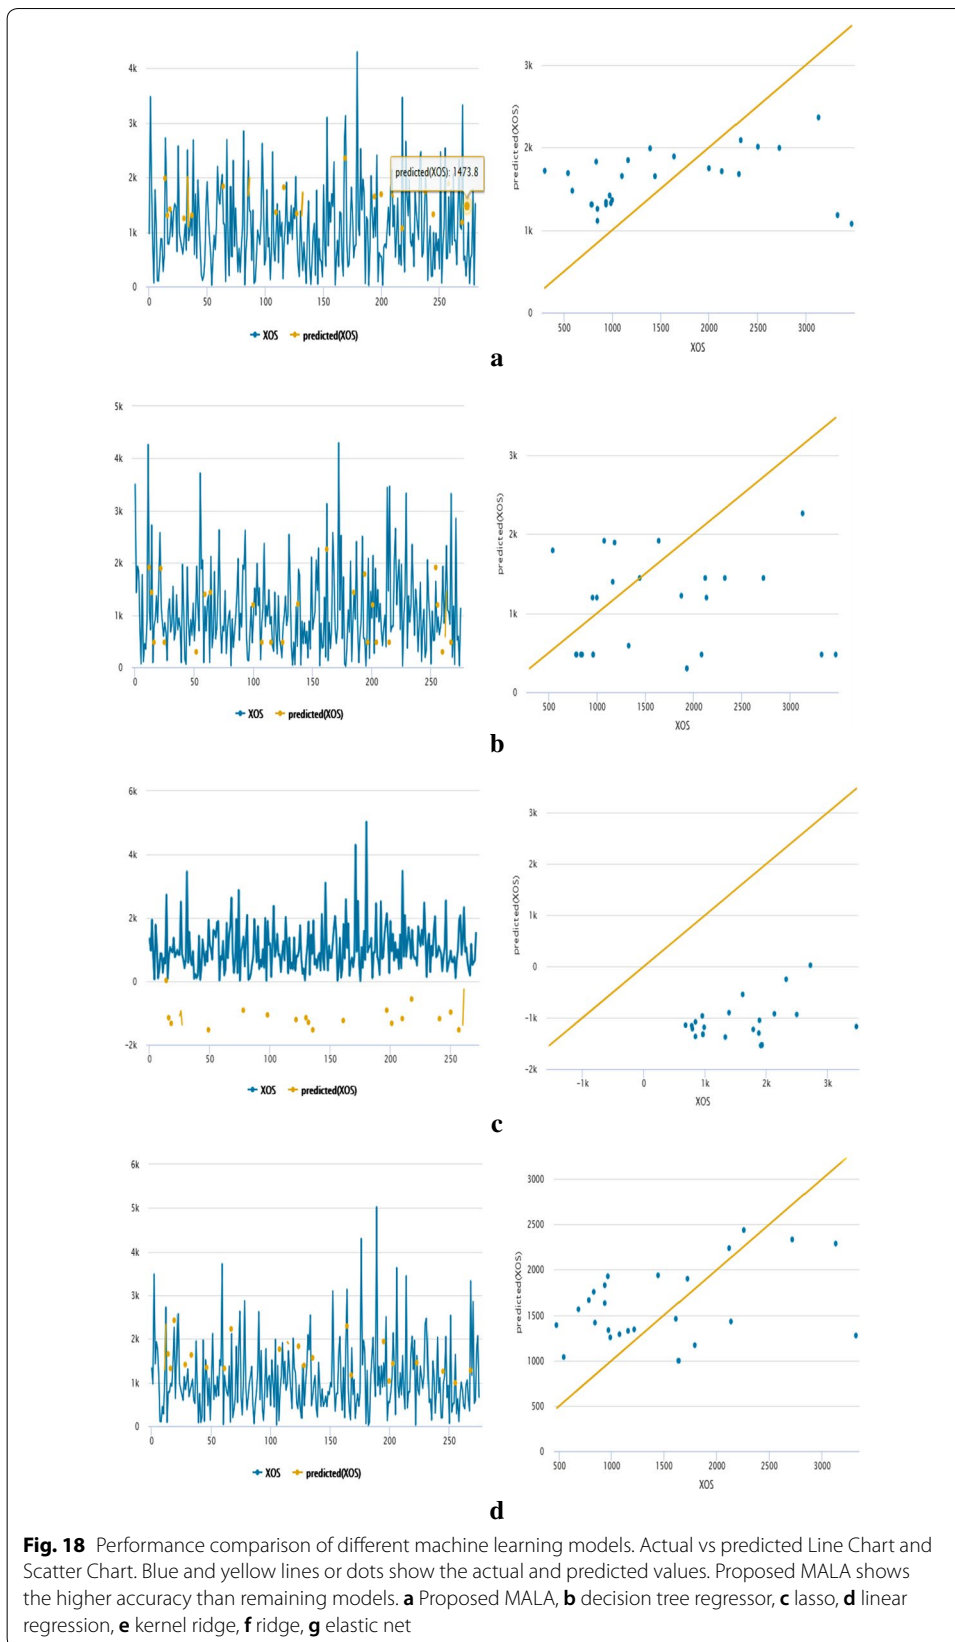 4k
3k
2k
1k
0
0 50 100 150 200 250
predicted(XOS): 1473.8
XOS predicted(XOS)
predicted(XOS)
3k
2k
1k
0
500 1000 1500 2000 2500 3000
XOS
a
5k
4k
3k
2k
1k
0
0 50 100 150 200 250
XOS predicted(XOS)
predicted(XOS)
3k
2k
1k
0
500 1000 1500 2000 2500 3000
XOS
b
6k
4k
2k
0
-2k
0 50 100 150 200 250
XOS predicted(XOS)
predicted(XOS)
3k
2k
1k
0
-1k
-2k
-1k 0 1k 2k 3k
XOS
c
6k
5k
4k
3k
2k
1k
0
0 50 100 150 200 250
XOS predicted(XOS)
predicted(XOS)
3000
2500
2000
1500
1000
500
0
500 1000 1500 2000 2500 3000
XOS
d
Fig. 18 Performance comparison of different machine learning models. Actual vs predicted Line Chart and
Scatter Chart. Blue and yellow lines or dots show the actual and predicted values. Proposed MALA shows
the higher accuracy than remaining models. a Proposed MALA, b decision tree regressor, c lasso, d linear
regression, e kernel ridge, f ridge, g elastic net